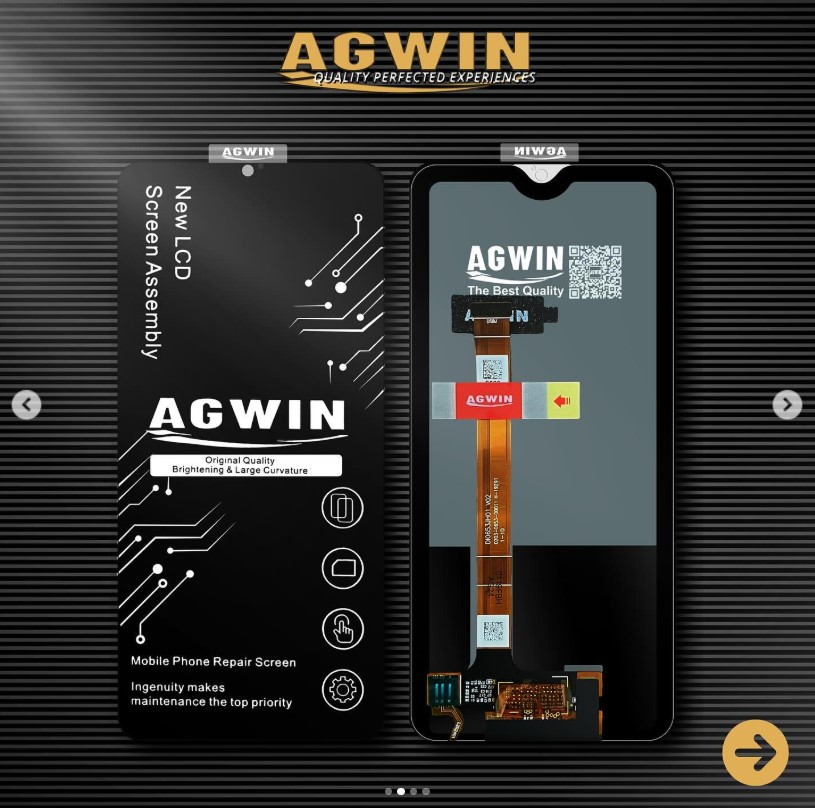 AGWIN
QUALITY PERFECTED EXPERIENCES
AGWIN
New LCD
Screen Assembly
AGWIN
Original Quality
Brightening & Large Curvature
Mobile Phone Repair Screen
Ingenuity makes
maintenance the top priority
AGWIN
AGWIN
The Best Quality
AGWIN